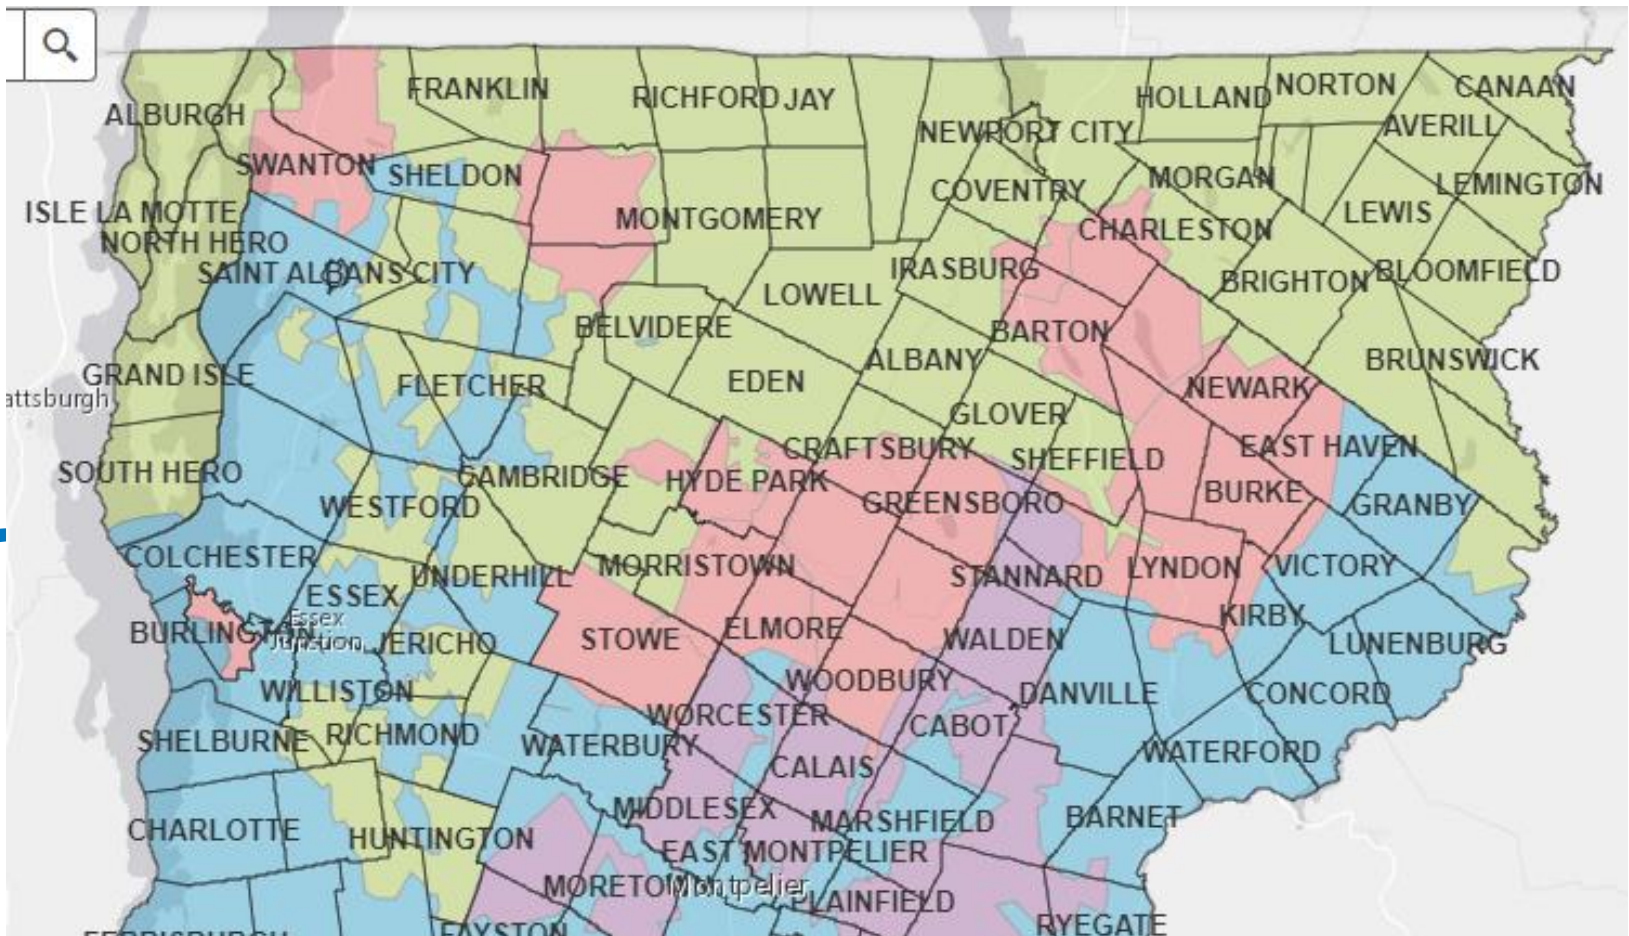 FRANKLIN
RICHFORD
JAY
HOLLAND
NORTON
CANAAN
ALBURGH
NEWPORT CITY
AVERILL
SWANTON
SHELDON
COVENTRY
MORGAN
LEMINGTON
ISLE LA MOTTE
MONTGOMERY
CHARLESTON
LEWIS
NORTH HERO
SAINT ALBANS CITY
IRASBURG
BRIGHTON
BLOOMFIELD
LOWELL
BELVIDERE
BARTON
GRAND ISLE
FLETCHER
EDEN
ALBANY
NEWARK
BRUNSWICK
attsburgh
GLOVER
SOUTH HERO
CAMBRIDGE
HYDE PARK
CRAFTSBURY
SHEFFIELD
EAST HAVEN
WESTFORD
GREENSBORO
BURKE
GRANBY
COLCHESTER
ESSEX
UNDERHILL
MORRISTOWN
STANNARD
LYNDON
VICTORY
Essex
Junction
BURLINGTON
JERICHO
STOWE
ELMORE
WALDEN
KIRBY
LUNENBURG
WILLISTON
WOODBURY
DANVILLE
CONCORD
SHELBURNE
RICHMOND
WATERBURY
WORCESTER
CABOT
WATERFORD
CALAIS
CHARLOTTE
HUNTINGTON
MIDDLESEX
MARSHFIELD
BARNET
EAST MONTPELIER
MORETOWN
Montpelier
PLAINFIELD
RYEGATE
FERRISBURGH
FAYSTON